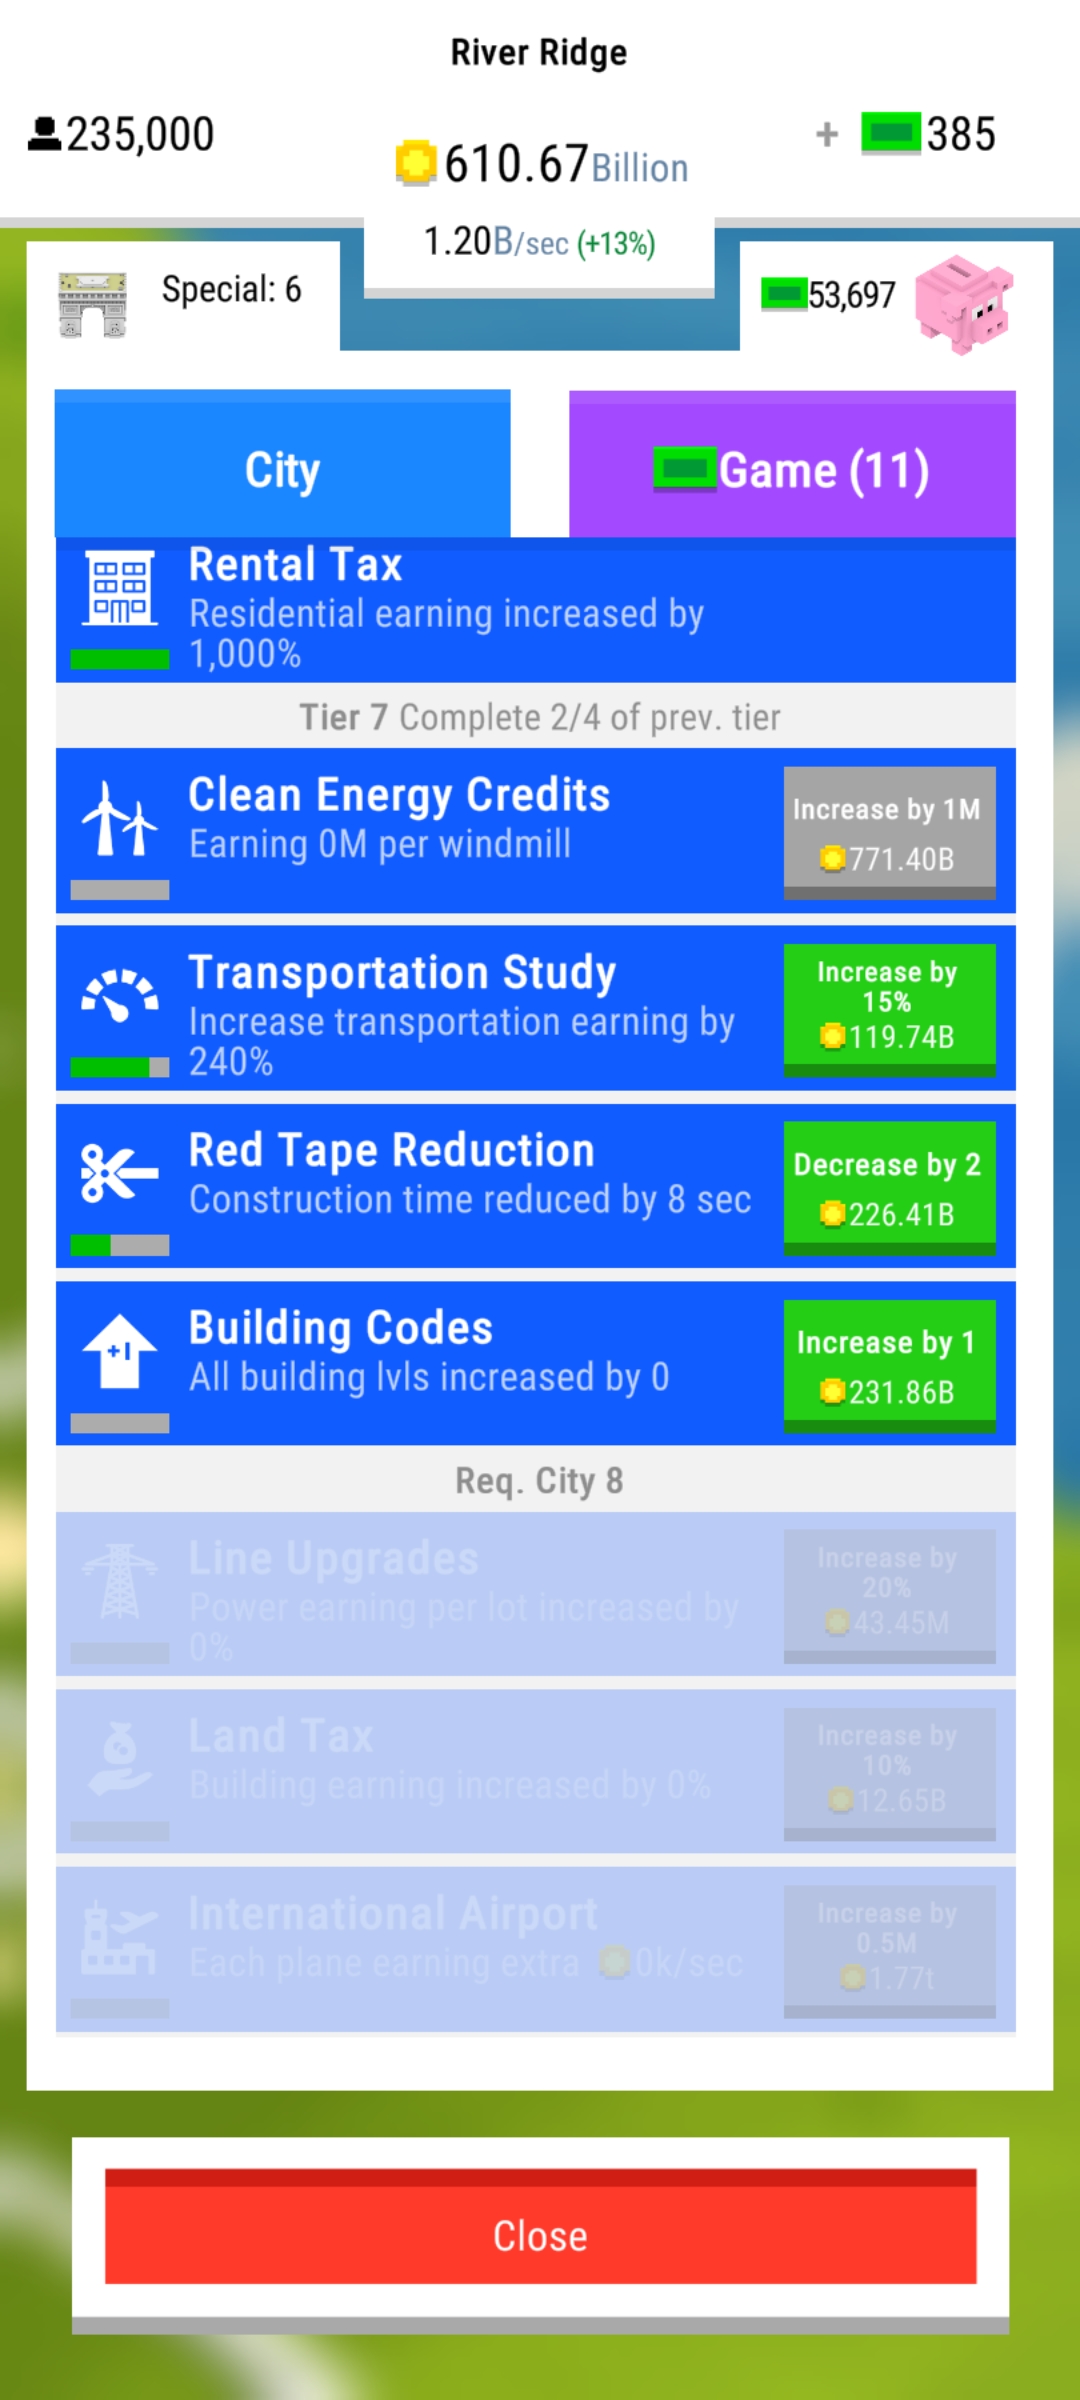 River Ridge
235,000
610.67Billion
+ 385
1.20B/sec (+13%)
Special: 6
53,697
City
Game (11)
Rental Tax
Residential earning increased by
1,000%
Tier 7 Complete 2/4 of prev. tier
Clean Energy Credits
Earning 0M per windmill
Increase by 1M
771.40B
Transportation Study
Increase transportation earning by
240%
Increase by
15%
119.74B
Red Tape Reduction
Construction time reduced by 8 sec
Decrease by 2
226.41B
+1
Building Codes
All building lvls increased by 0
Increase by 1
231.86B
Req. City 8
Line Upgrades
Power earning per lot increased by
0%
Increase by
20%
43.45M
Land Tax
Building earning increased by 0%
Increase by
10%
12.65B
International Airport
Each plane earning extra 0k/sec
Increase by
0.5M
1.77t
Close